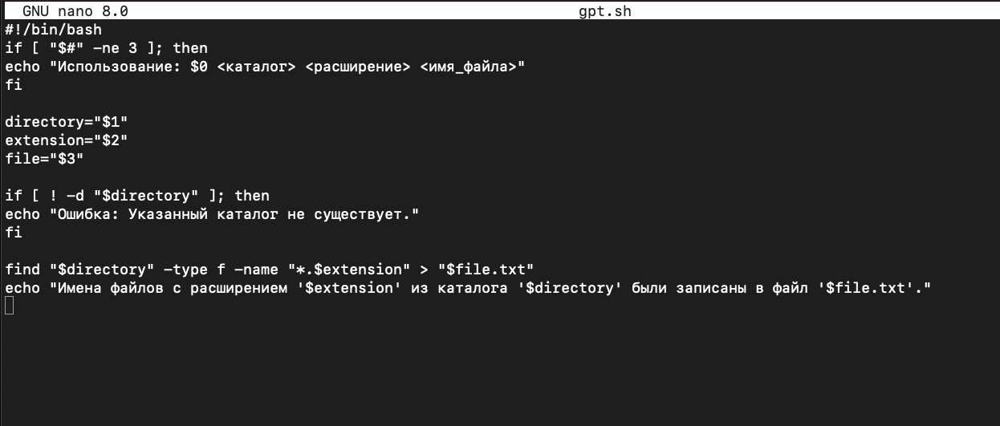 GNU nano 8.0 gpt.sh
#!/bin/bash
if [ "$#" -ne 3 ]; then
echo "Использование: $0 <каталог> <расширение> <имя_файла>"
fi
directory="$1"
extension="$2"
file="$3"
if [ ! -d "$directory" ]; then
echo "Ошибка: Указанный каталог не существует."
fi
find "$directory" -type f -name "*.$extension" > "$file.txt"
echo "Имена файлов с расширением '$extension' из каталога '$directory' были записаны в файл '$file.txt'."